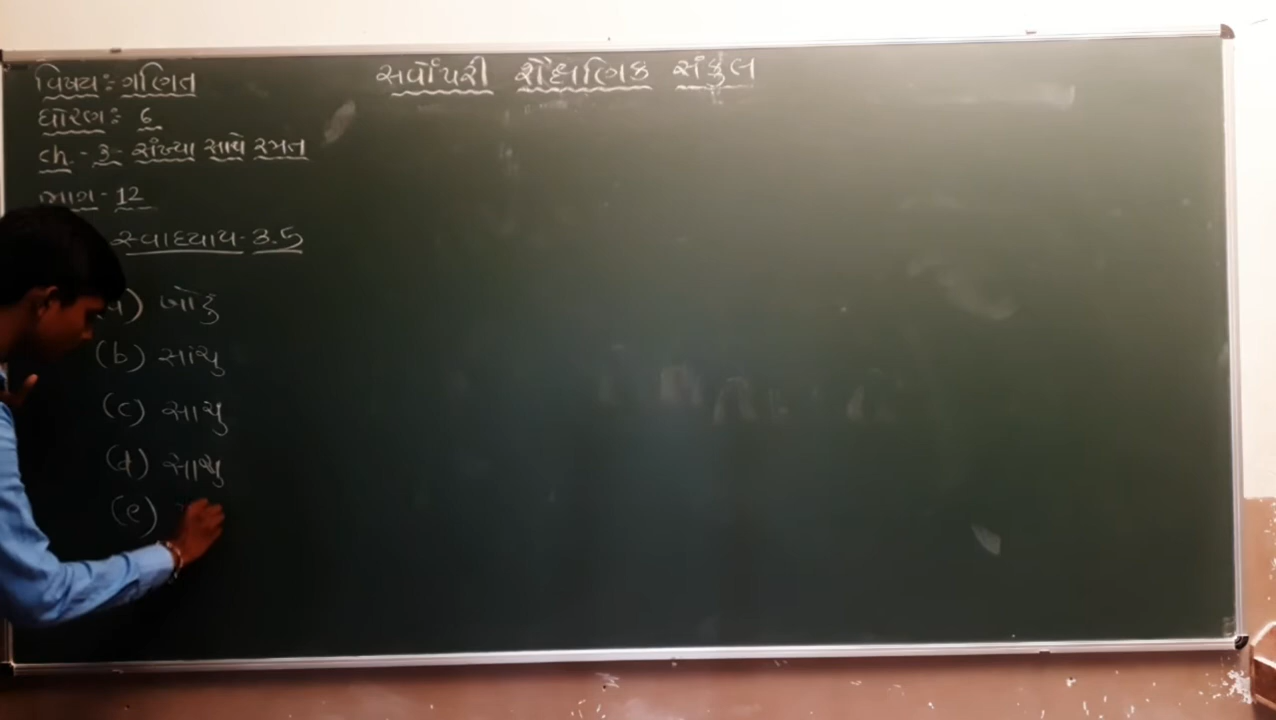 સર્વોપરી શૈક્ષણિક સંકુલ
વિષય: ગણિત
ધોરણ: 6
ch - 3 - સંખ્યા સાથે રમત
ભાગ - 12
સ્વાધ્યાય - 3.5
(a) ખોટુ
(b) સાચુ
(c) સાચુ
(d) સાચુ
(e)